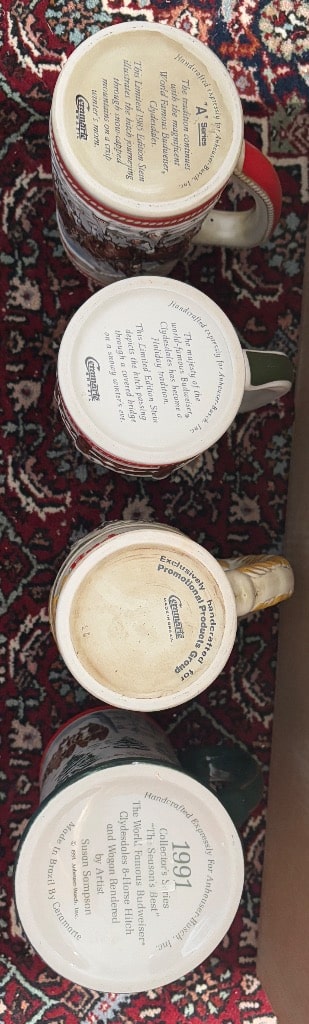 Handcrafted expressly for Anheuser-Busch, Inc.
"A" Series
The tradition continues
with the magnificent
World Famous Budweiser®
Clydesdales.
This Limited 1987 Edition Stein
illustrates the hitch journeying
through snow-capped
mountains on a crisp
winter's morn.
Ceramarte
Handcrafted expressly for Anheuser-Busch, Inc.
The majesty of the
world-famous Budweiser®
Clydesdales has become a
Holiday tradition.
This Limited Edition Stein
depicts the hitch passing
through a covered bridge
on a snowy winter's eve.
Ceramarte
Exclusively handcrafted for
Promotional Products Group
Ceramarte
Handcrafted Expressly For Anheuser-Busch, Inc.
1991
Collector's Series
"The Season's Best"
The World Famous Budweiser®
Clydesdales 8-Horse Hitch
and Wagon Rendered
by Artist
Susan Sampson
© 1991 Anheuser-Busch, Inc.
Made in Brazil By Ceramarte